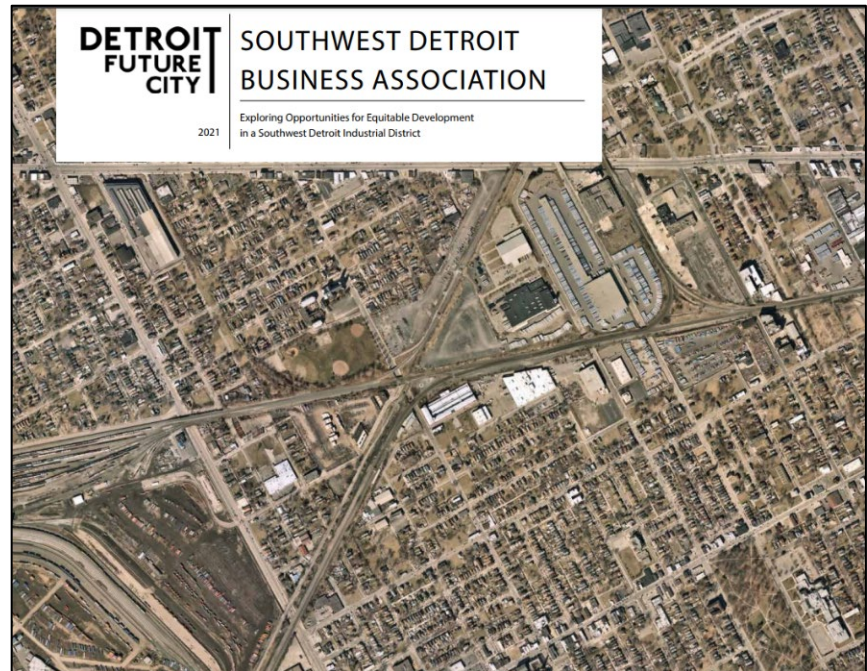 DETROIT
FUTURE
CITY
2021
SOUTHWEST DETROIT
BUSINESS ASSOCIATION
Exploring Opportunities for Equitable Development
in a Southwest Detroit Industrial District